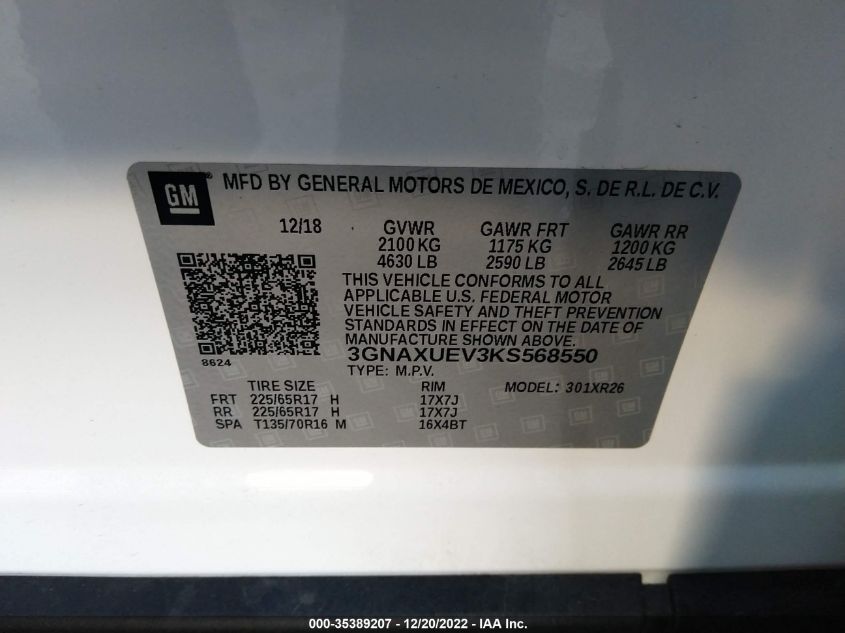 GM® MFD BY GENERAL MOTORS DE MEXICO, S. DE R.L. DE C.V.
12/18 GVWR GAWR FRT GAWR RR
2100 KG 1175 KG 1200 KG
4630 LB 2590 LB 2645 LB
THIS VEHICLE CONFORMS TO ALL
APPLICABLE U.S. FEDERAL MOTOR
VEHICLE SAFETY AND THEFT PREVENTION
STANDARDS IN EFFECT ON THE DATE OF
MANUFACTURE SHOWN ABOVE.
8624 3GNAXUEV3KS568550
TYPE: M.P.V.
TIRE SIZE RIM MODEL: 301XR26
FRT 225/65R17 H 17X7J
RR 225/65R17 H 17X7J
SPA T135/70R16 M 16X4BT
000-35389207 - 12/20/2022 - IAA Inc.